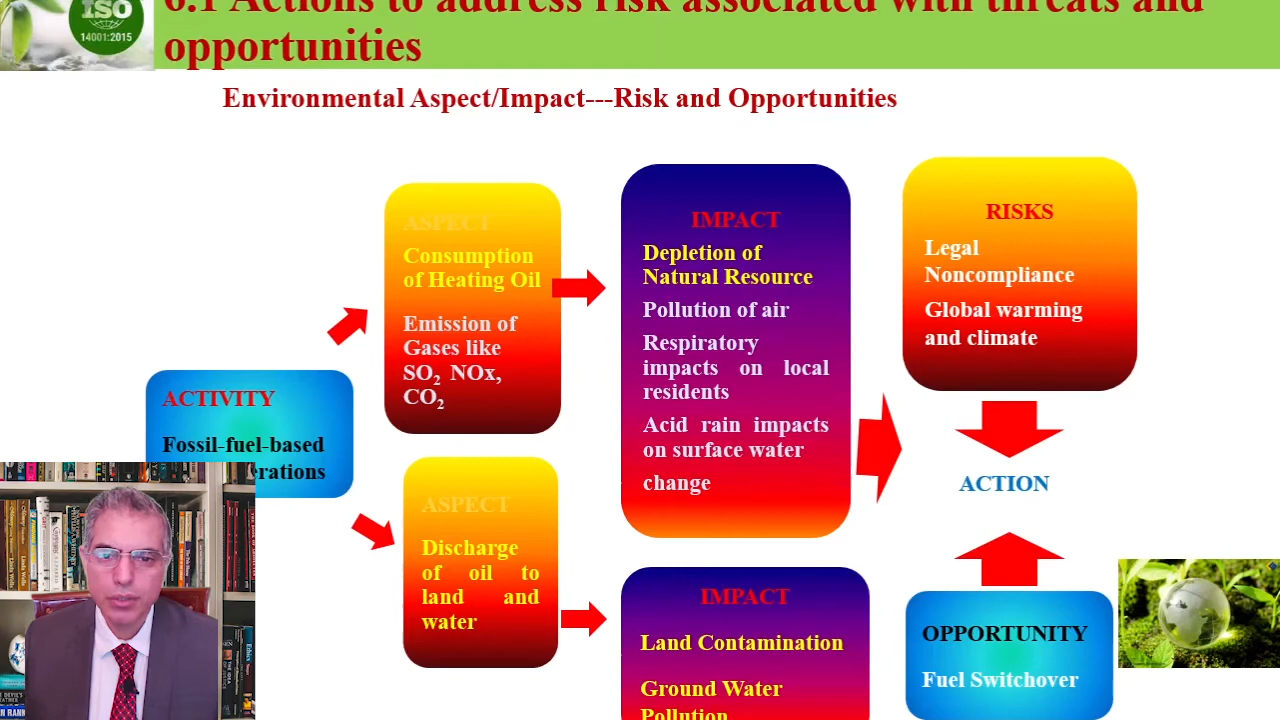 ISO
14001:2015
6.1 Actions to address risk associated with threats and
opportunities
Environmental Aspect/Impact---Risk and Opportunities
ACTIVITY
Fossil-fuel-based
ASPECT
Consumption
of Heating Oil
Emission of
Gases like
SO₂ NOx,
CO₂
ASPECT
Discharge
of oil to
land and
water
IMPACT
Depletion of
Natural Resource
Pollution of air
Respiratory
impacts on local
residents
Acid rain impacts
on surface water
change
IMPACT
Land Contamination
Ground Water
Pollution
RISKS
Legal
Noncompliance
Global warming
and climate
ACTION
OPPORTUNITY
Fuel Switchover